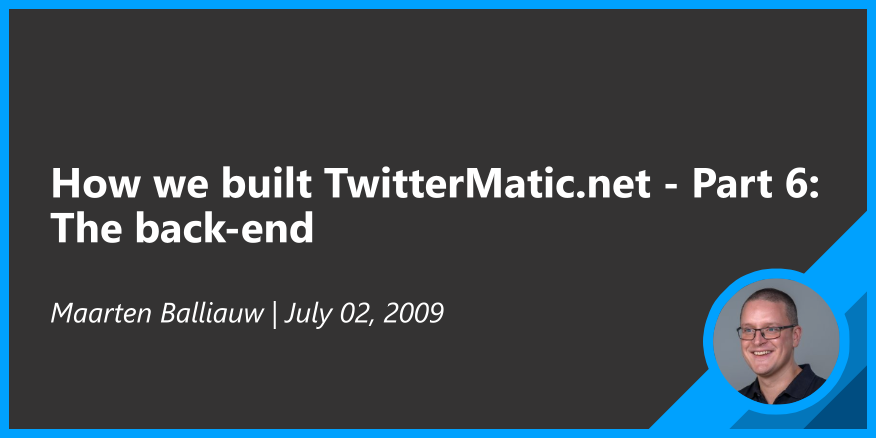 How we built TwitterMatic.net - Part 6:
The back-end
Maarten Balliauw | July 02, 2009